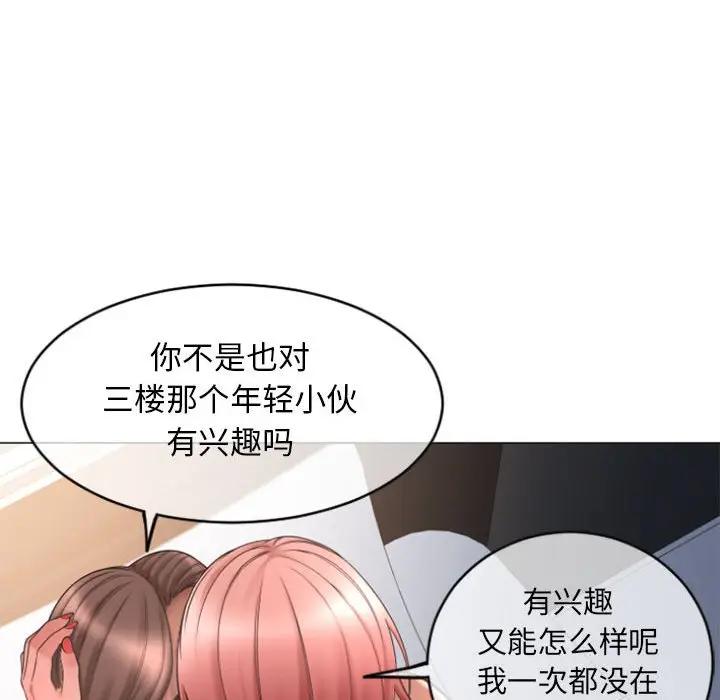 你不是也对
三楼那个年轻小伙
有兴趣吗
有兴趣
又能怎么样呢
我一次都没在